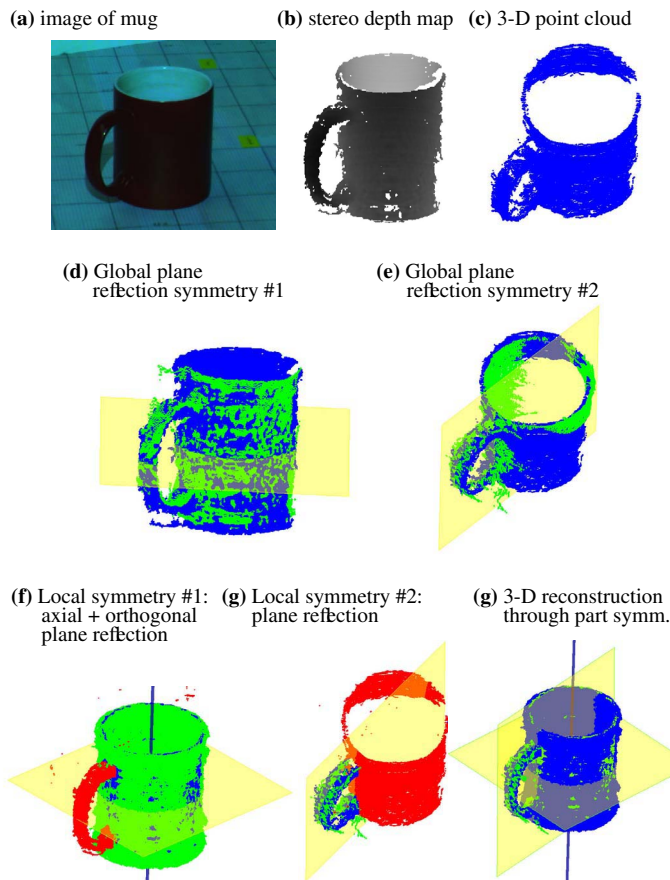 (a) image of mug
(b) stereo depth map
(c) 3-D point cloud
(d) Global plane
reflection symmetry #1
(e) Global plane
reflection symmetry #2
(f) Local symmetry #1:
axial + orthogonal
plane reflection
(g) Local symmetry #2:
plane reflection
(g) 3-D reconstruction
through part symm.